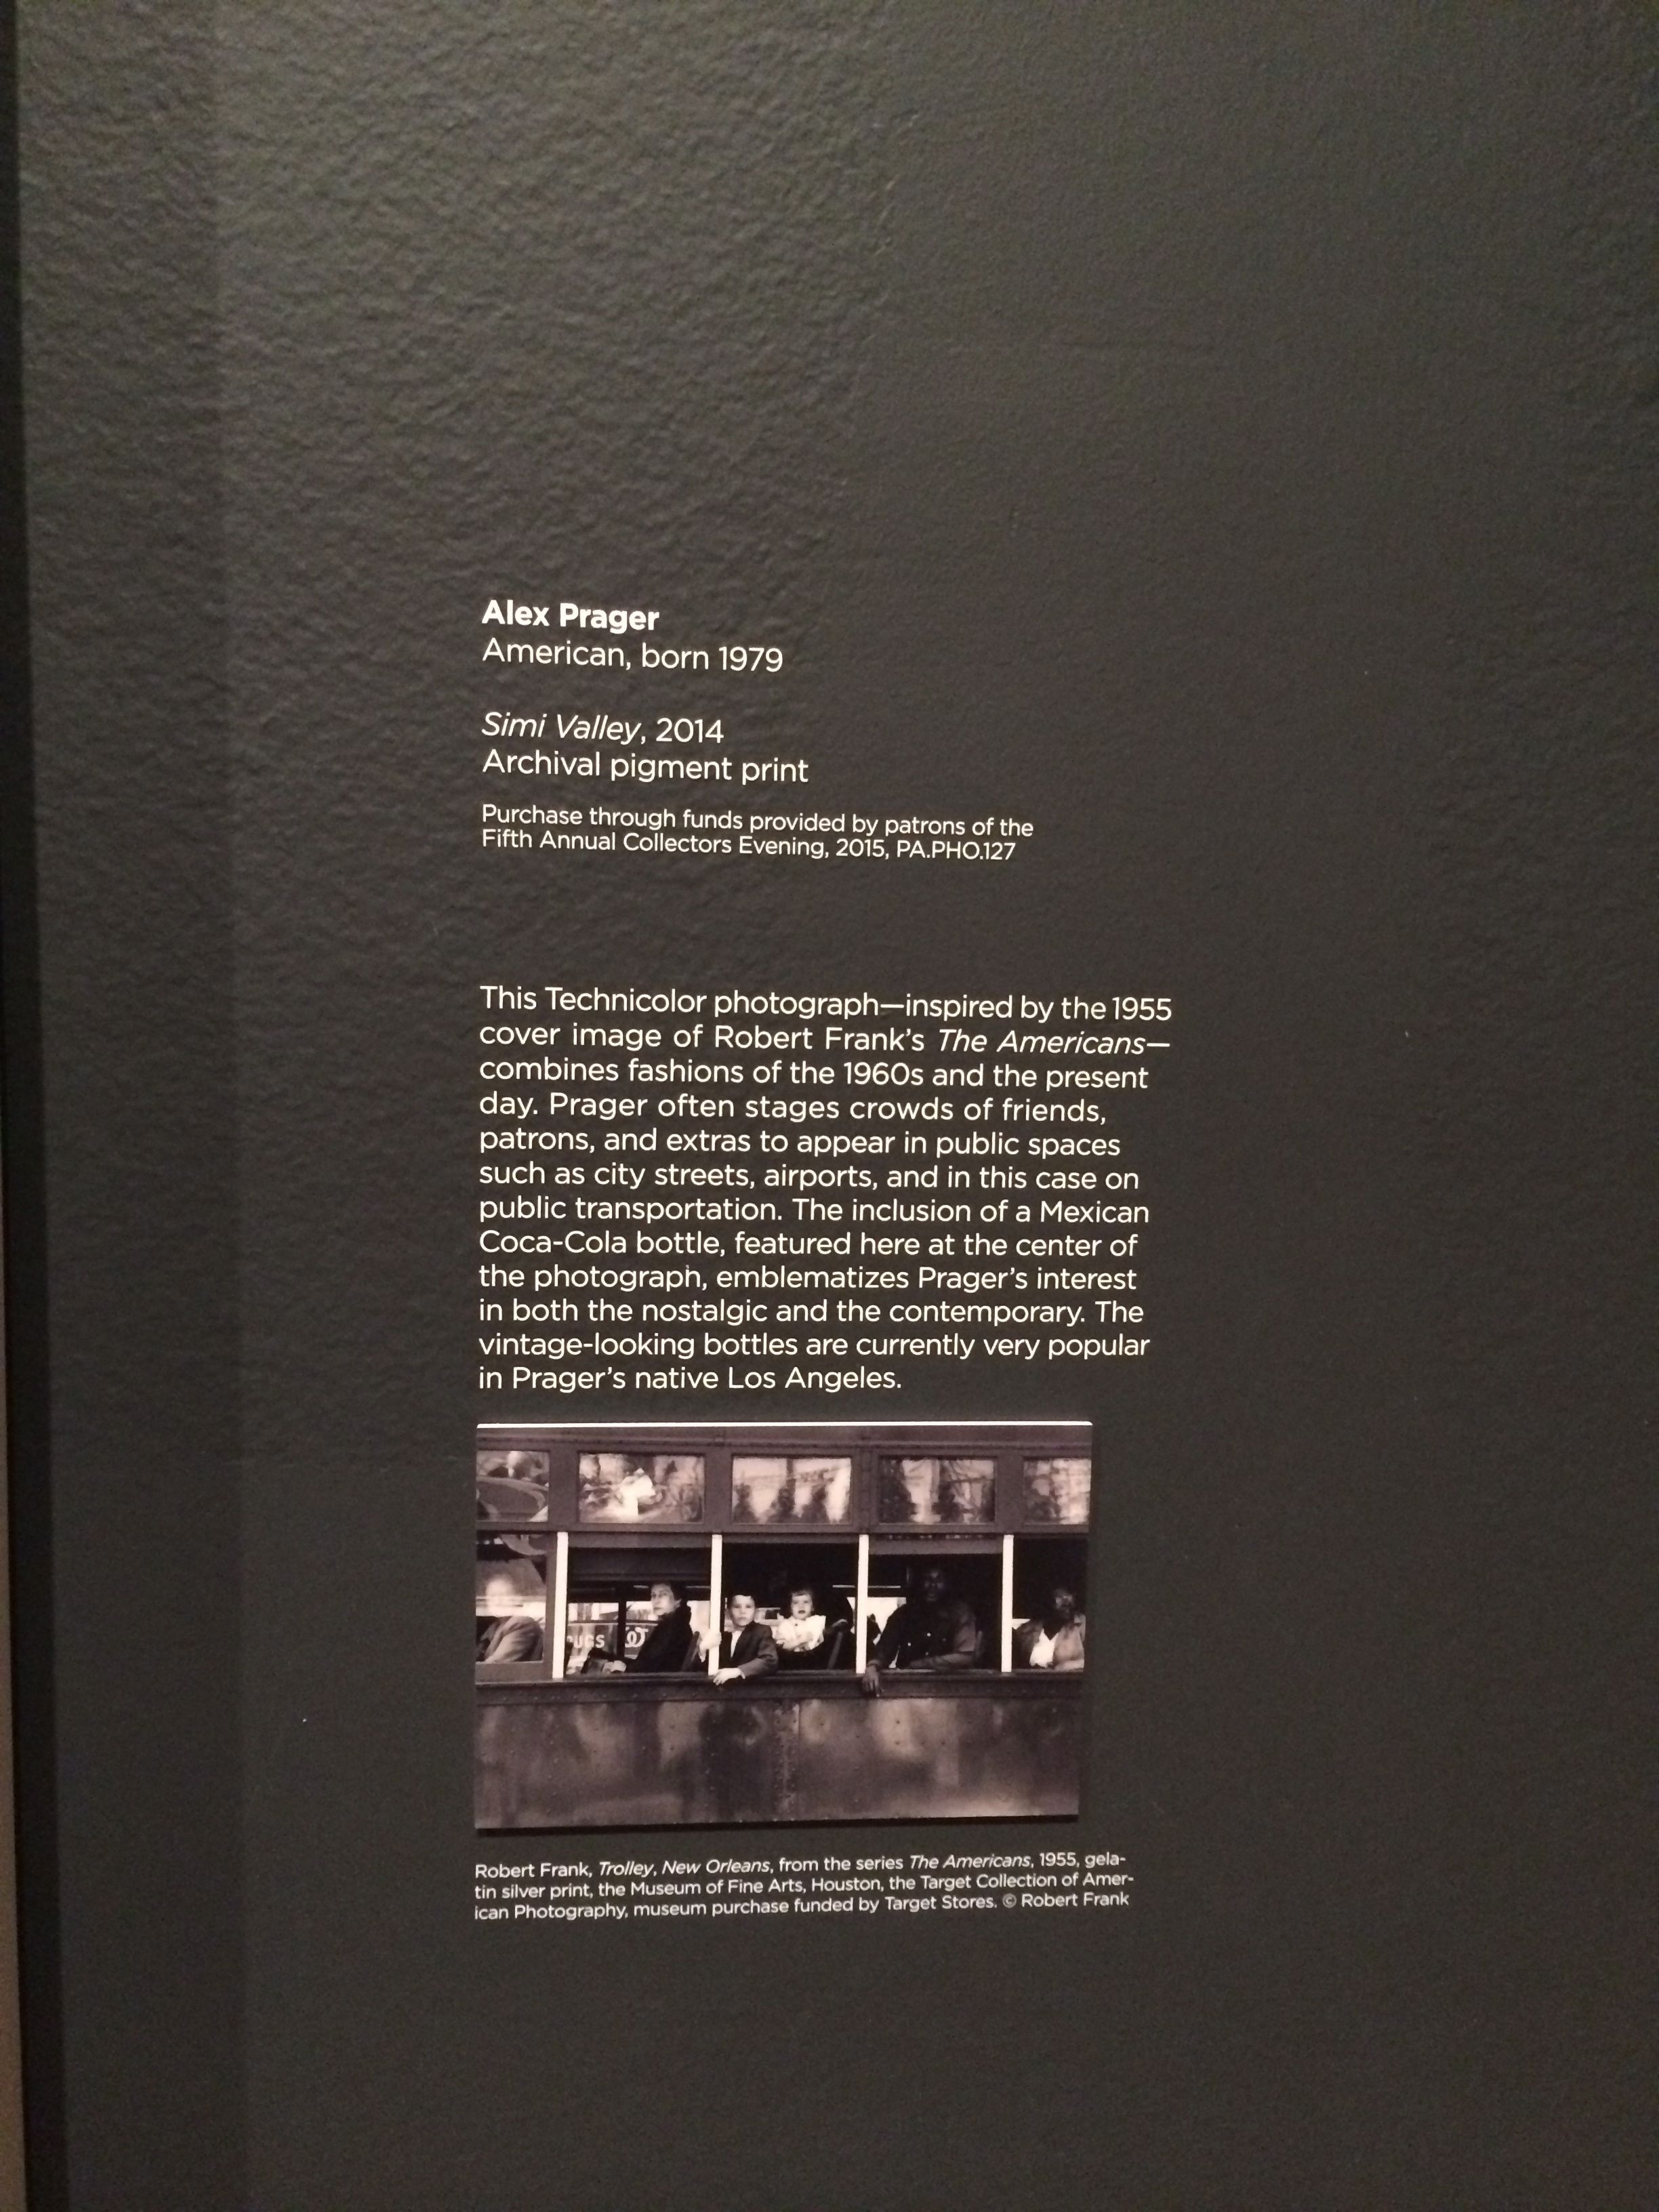 Alex Prager
American, born 1979
Simi Valley, 2014
Archival pigment print
Purchase through funds provided by patrons of the
Fifth Annual Collectors Evening, 2015, PA.PHO.127
This Technicolor photograph—inspired by the 1955
cover image of Robert Frank's The Americans—
combines fashions of the 1960s and the present
day. Prager often stages crowds of friends,
patrons, and extras to appear in public spaces
such as city streets, airports, and in this case on
public transportation. The inclusion of a Mexican
Coca-Cola bottle, featured here at the center of
the photograph, emblematizes Prager's interest
in both the nostalgic and the contemporary. The
vintage-looking bottles are currently very popular
in Prager's native Los Angeles.
UGS
Robert Frank, Trolley, New Orleans, from the series The Americans, 1955, gela-
tin silver print, the Museum of Fine Arts, Houston, the Target Collection of Amer-
ican Photography, museum purchase funded by Target Stores. © Robert Frank